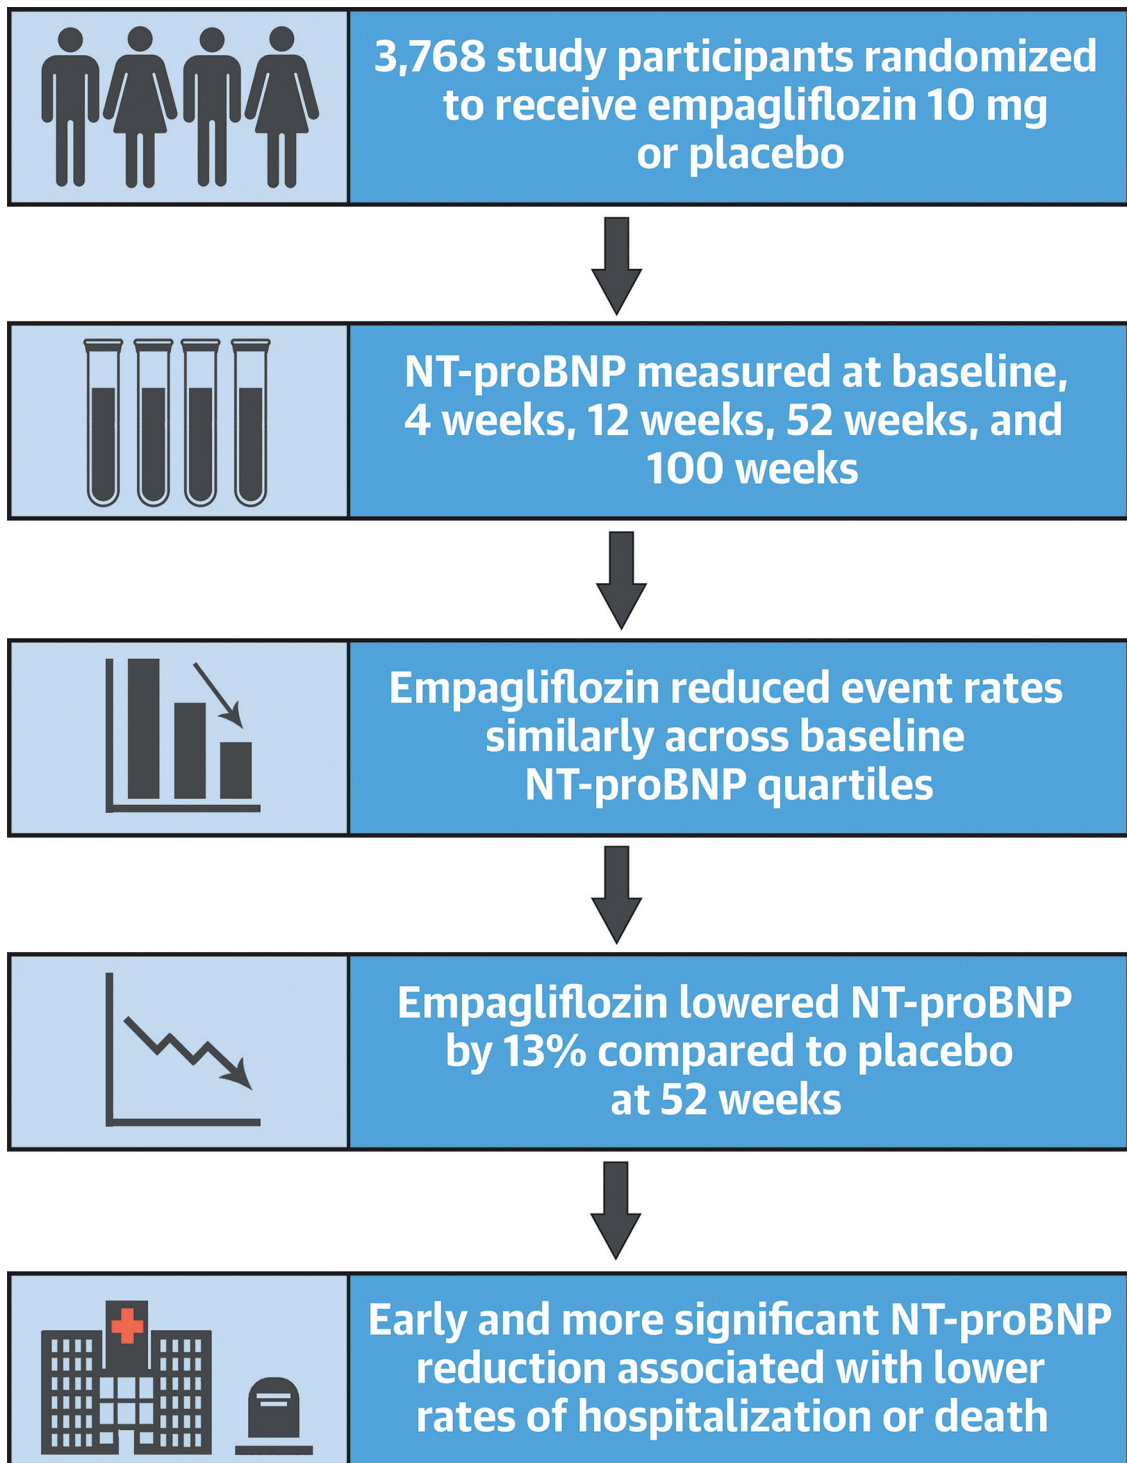 3,768 study participants randomized
to receive empagliflozin 10 mg
or placebo
NT-proBNP measured at baseline,
4 weeks, 12 weeks, 52 weeks, and
100 weeks
Empagliflozin reduced event rates
similarly across baseline
NT-proBNP quartiles
Empagliflozin lowered NT-proBNP
by 13% compared to placebo
at 52 weeks
Early and more significant NT-proBNP
reduction associated with lower
rates of hospitalization or death